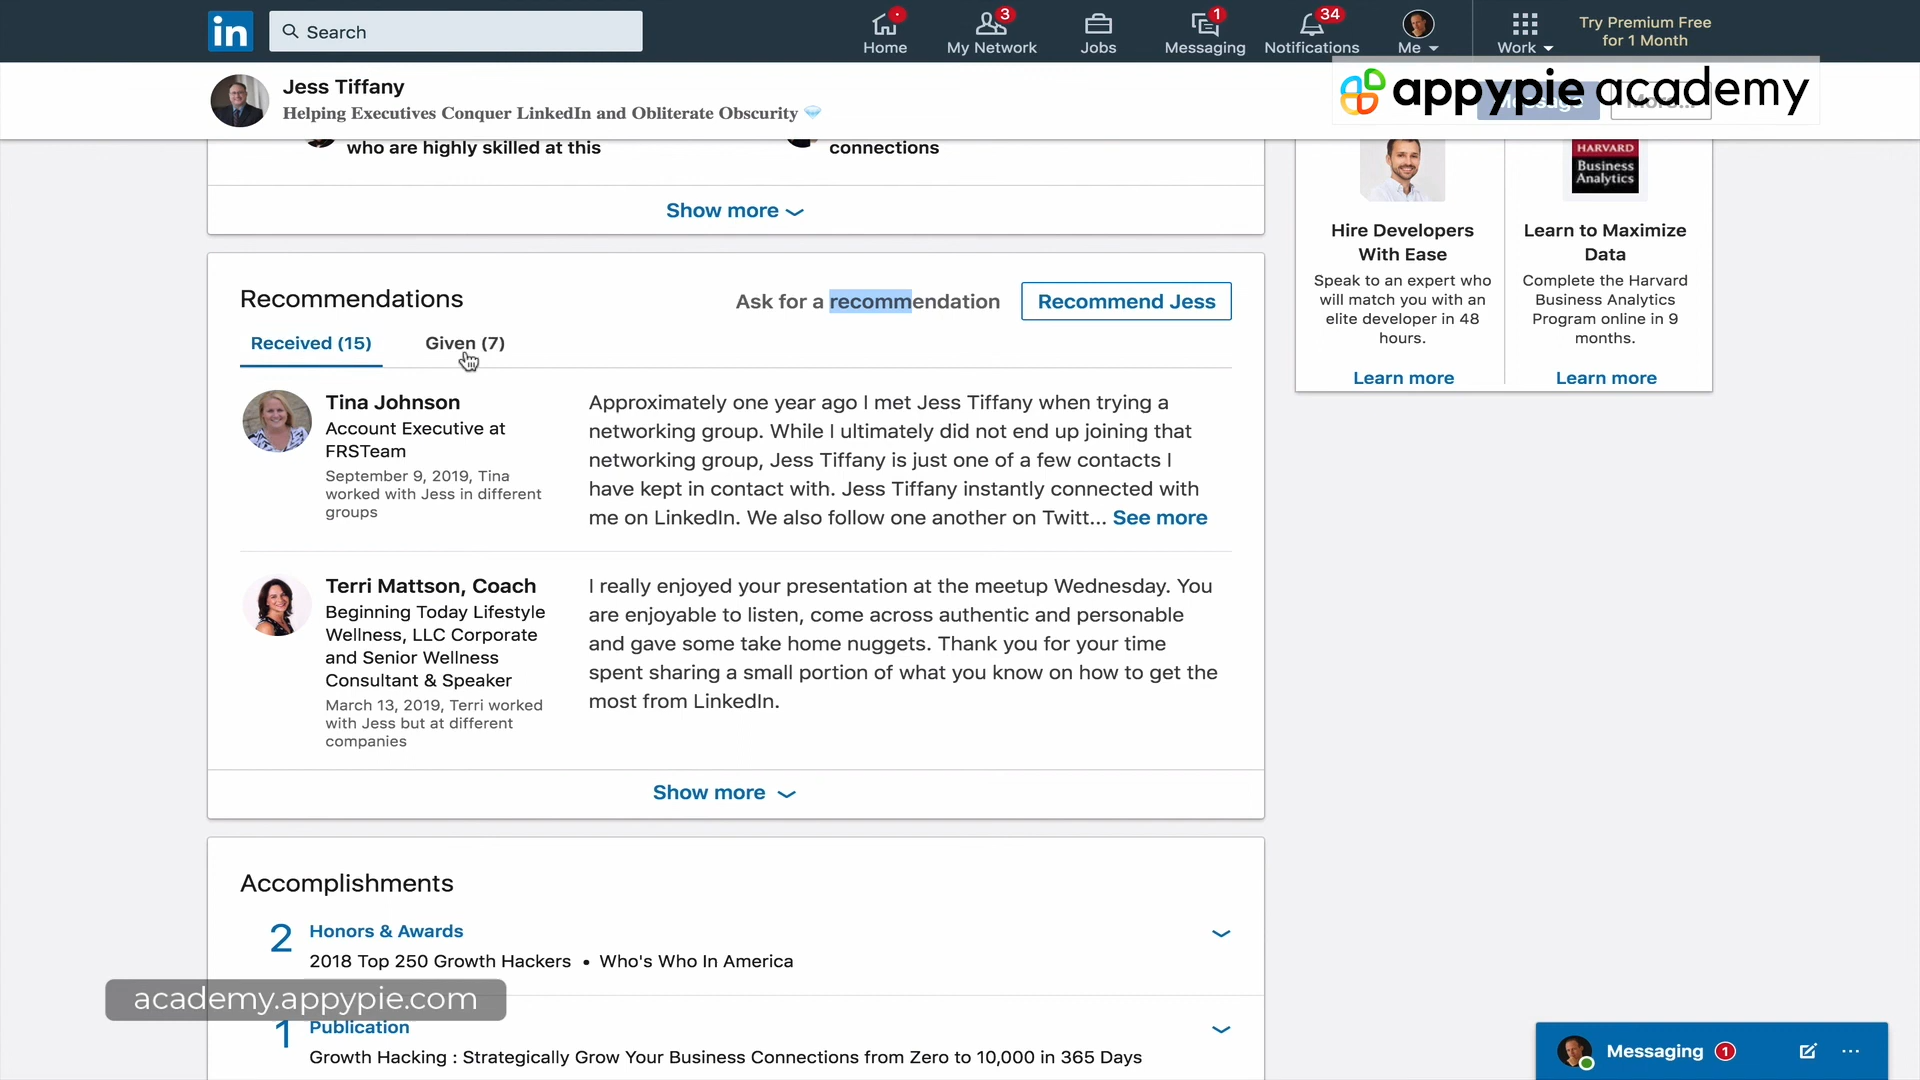 in
Search
Home
3
My Network
Jobs
1
Messaging
34
Notifications
Me
Work
Try Premium Free
for 1 Month
Jess Tiffany
Helping Executives Conquer LinkedIn and Obliterate Obscurity 💎
appypie academy
who are highly skilled at this
connections
Show more
Recommendations
Ask for a recommendation
Recommend Jess
Received (15)
Given (7)
Tina Johnson
Account Executive at
FRSTeam
September 9, 2019, Tina
worked with Jess in different
groups
Approximately one year ago I met Jess Tiffany when trying a
networking group. While I ultimately did not end up joining that
networking group, Jess Tiffany is just one of a few contacts I
have kept in contact with. Jess Tiffany instantly connected with
me on LinkedIn. We also follow one another on Twitt... See more
Terri Mattson, Coach
Beginning Today Lifestyle
Wellness, LLC Corporate
and Senior Wellness
Consultant & Speaker
March 13, 2019, Terri worked
with Jess but at different
companies
I really enjoyed your presentation at the meetup Wednesday. You
are enjoyable to listen, come across authentic and personable
and gave some take home nuggets. Thank you for your time
spent sharing a small portion of what you know on how to get the
most from LinkedIn.
Show more
Accomplishments
2
Honors & Awards
2018 Top 250 Growth Hackers • Who's Who In America
1
Publication
Growth Hacking : Strategically Grow Your Business Connections from Zero to 10,000 in 365 Days
HARVARD
Business
Analytics
Hire Developers
With Ease
Speak to an expert who
will match you with an
elite developer in 48
hours.
Learn more
Learn to Maximize
Data
Complete the Harvard
Business Analytics
Program online in 9
months.
Learn more
academy.appypie.com
Messaging 1